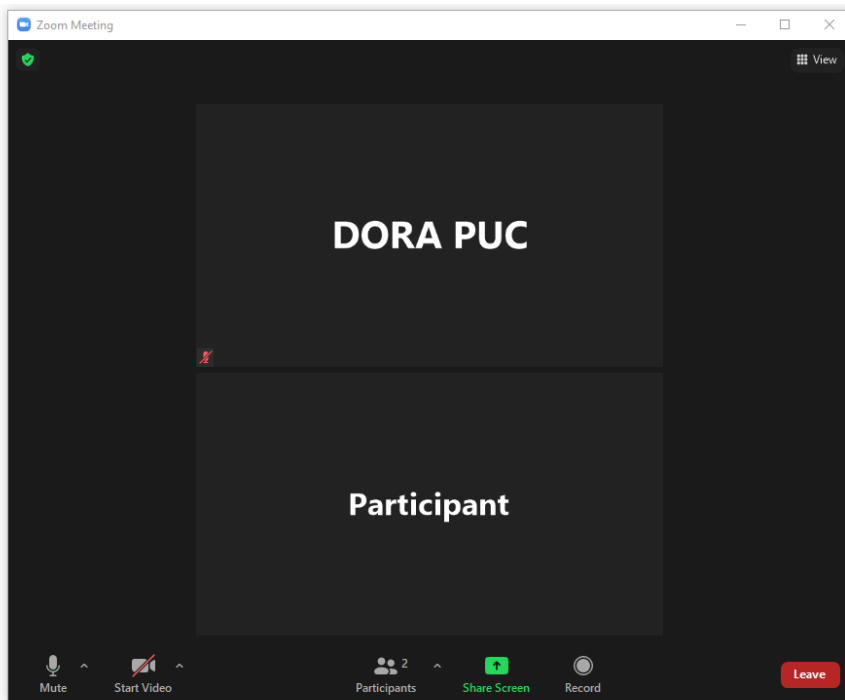 Zoom Meeting
View
DORA PUC
Participant
Mute
Start Video
2
Participants
Share Screen
Record
Leave